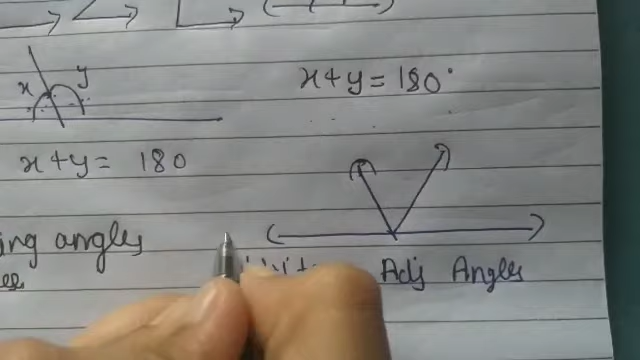 x y
x+y = 180°
x+y = 180
ing angles
Adj Angles